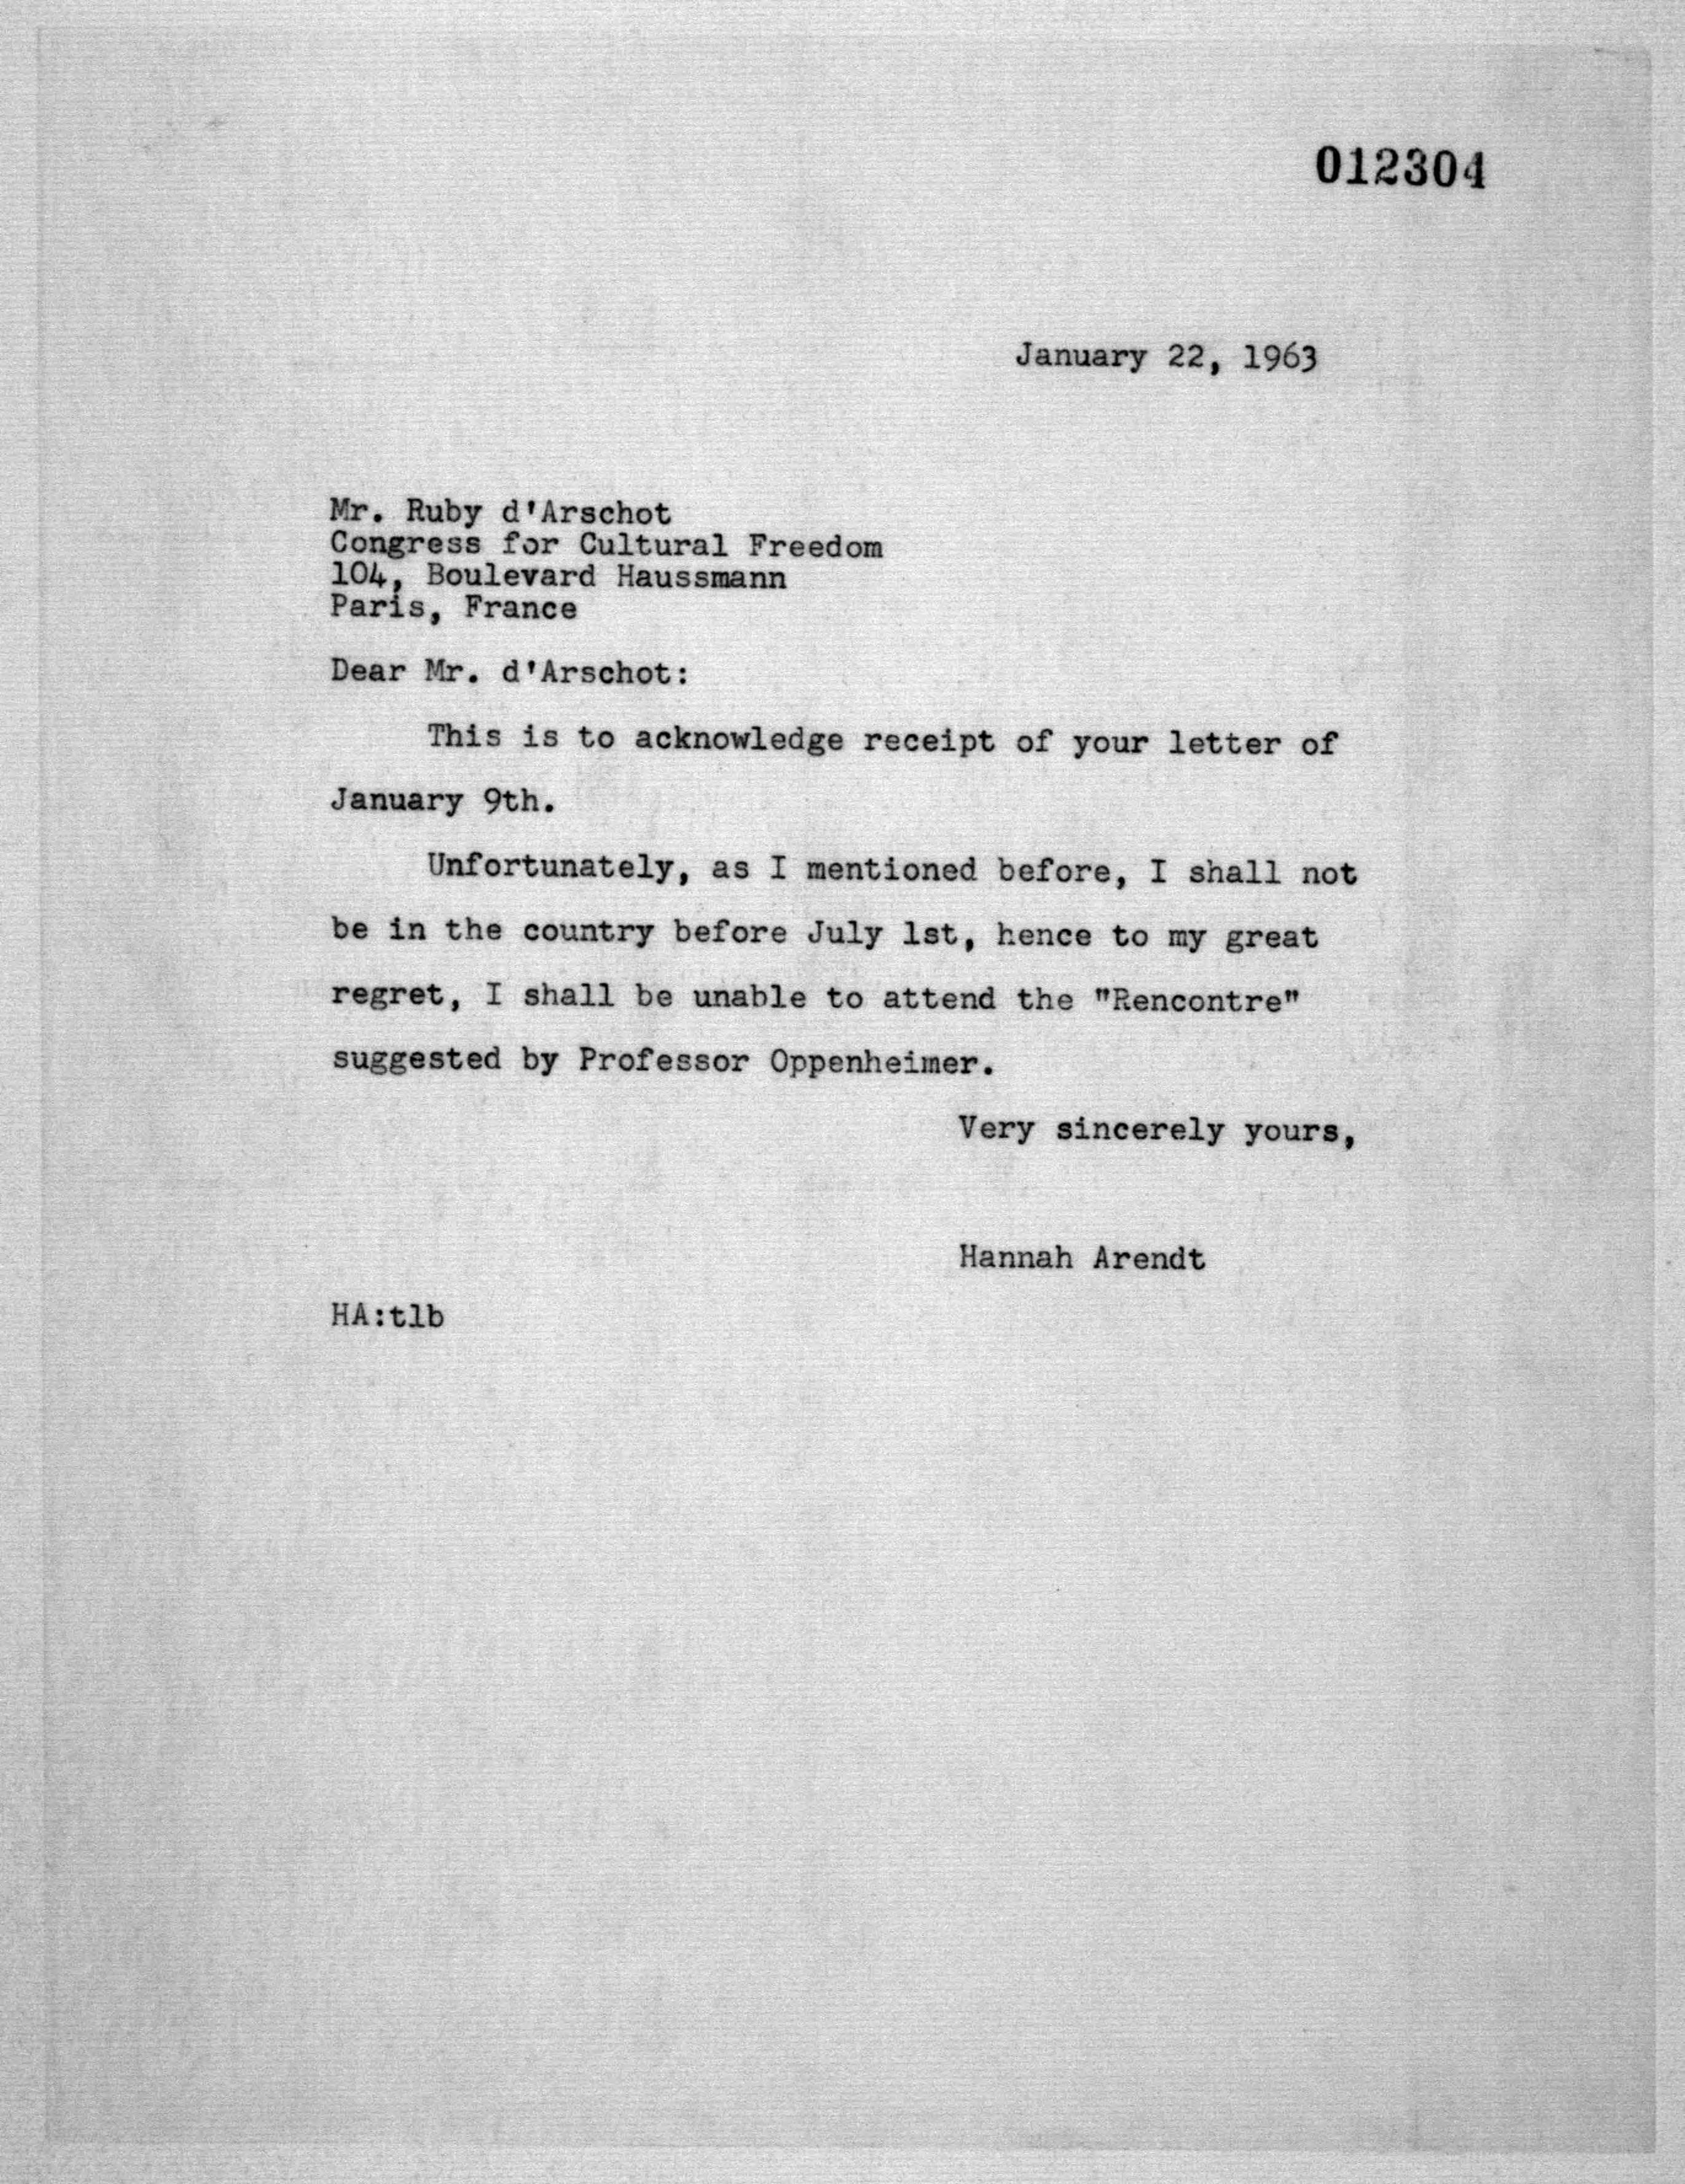 012304
January 22, 1963
Mr. Ruby d'Arschot
Congress for Cultural Freedom
104, Boulevard Haussmann
Paris, France
Dear Mr. d'Arschot:
This is to acknowledge receipt of your letter of
January 9th.
Unfortunately, as I mentioned before, I shall not
be in the country before July 1st, hence to my great
regret, I shall be unable to attend the "Rencontre"
suggested by Professor Oppenheimer.
Very sincerely yours,
Hannah Arendt
HA:tlb